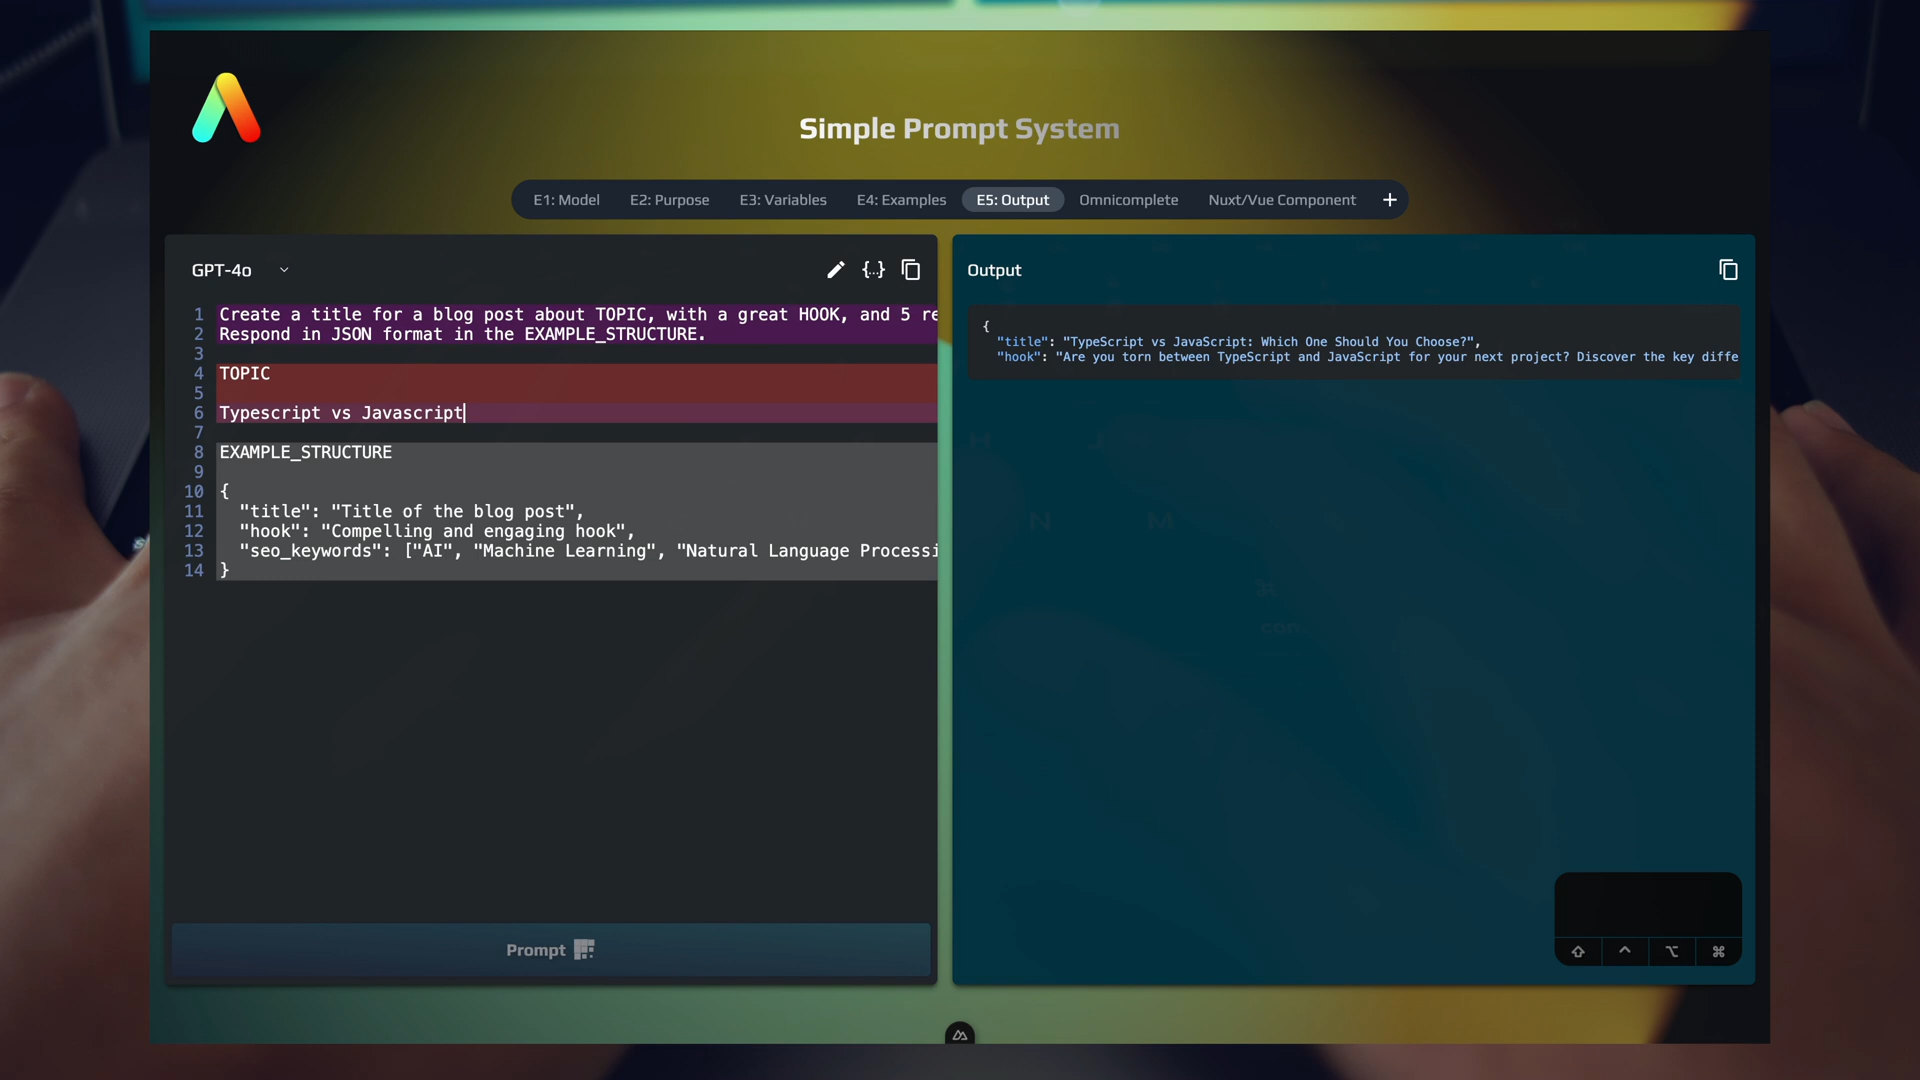 Simple Prompt System
E1: Model
E2: Purpose
E3: Variables
E4: Examples
E5: Output
Omnicomplete
Nuxt/Vue Component
+
GPT-4o
{...}
1 Create a title for a blog post about TOPIC, with a great HOOK, and 5 re
2 Respond in JSON format in the EXAMPLE_STRUCTURE.
3
4 TOPIC
5
6 Typescript vs Javascript
7
8 EXAMPLE_STRUCTURE
9
10 {
11 "title": "Title of the blog post",
12 "hook": "Compelling and engaging hook",
13 "seo_keywords": ["AI", "Machine Learning", "Natural Language Processi
14 }
Prompt
Output
{
"title": "TypeScript vs JavaScript: Which One Should You Choose?",
"hook": "Are you torn between TypeScript and JavaScript for your next project? Discover the key diffe
H J
N M
⌘
con
⇧ ^ ⌥ ⌘